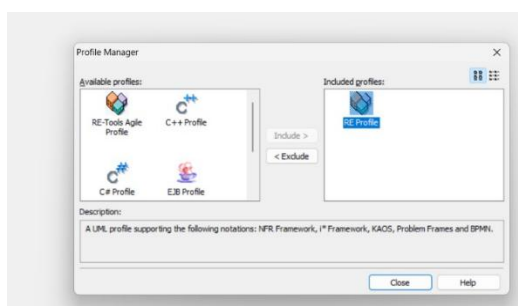 Profile Manager
Available profiles:
Included profiles:
RE-Tools Agile
Profile
C++ Profile
RE Profile
Include >
< Exclude
C# Profile
EJB Profile
Description:
A UML profile supporting the following notations: NFR Framework, i* Framework, KAOS, Problem Frames and BPMN.
Close
Help